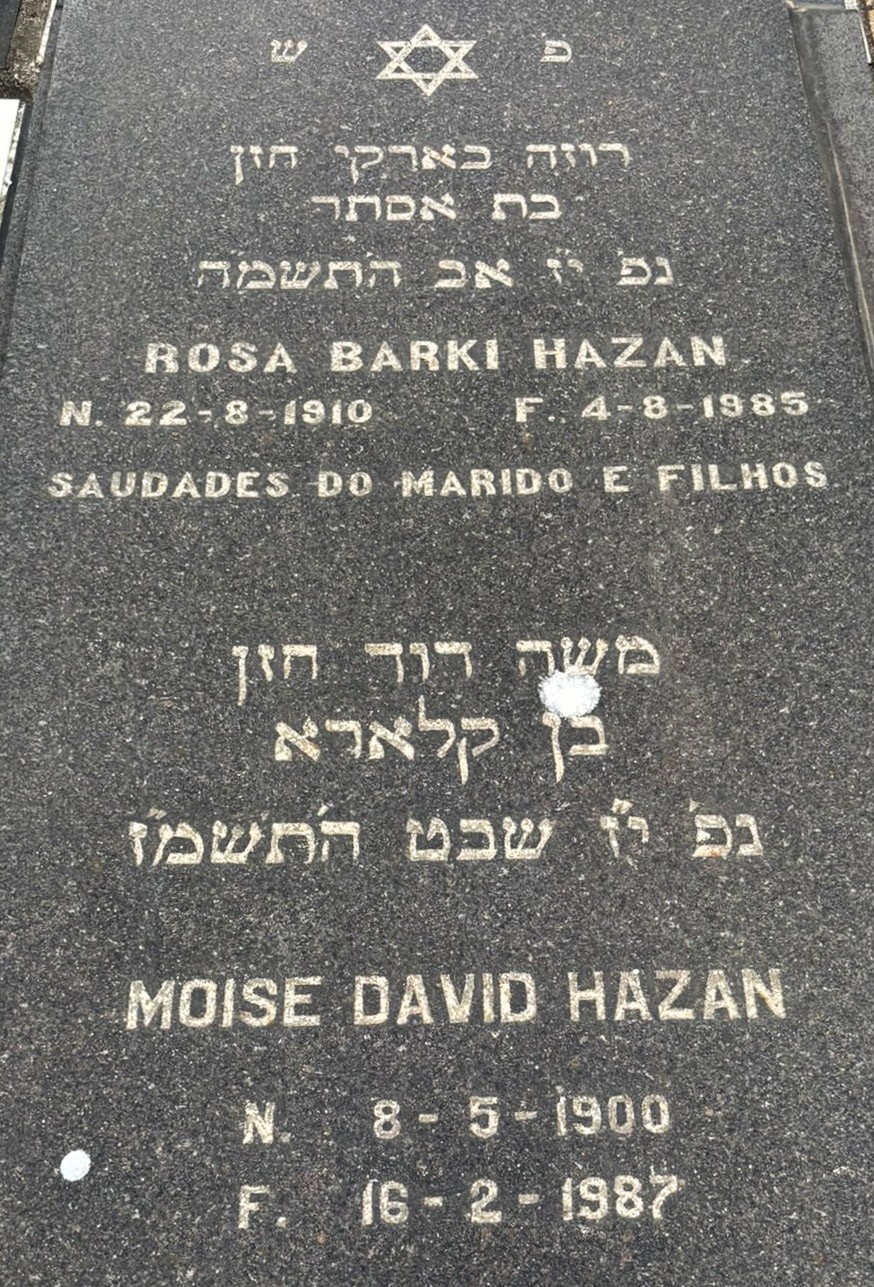 פ ש
רוזה בארקי חזן
בת אסתר
נפ' י"ז אב התשמ"ה
ROSA BARKI HAZAN
N. 22-8-1910 F. 4-8-1985
SAUDADES DO MARIDO E FILHOS
משה דוד חזן
בן קלארא
נפ' י"ז שבט ה'תשמ"ז
MOISE DAVID HAZAN
N. 8-5-1900
F. 16-2-1987